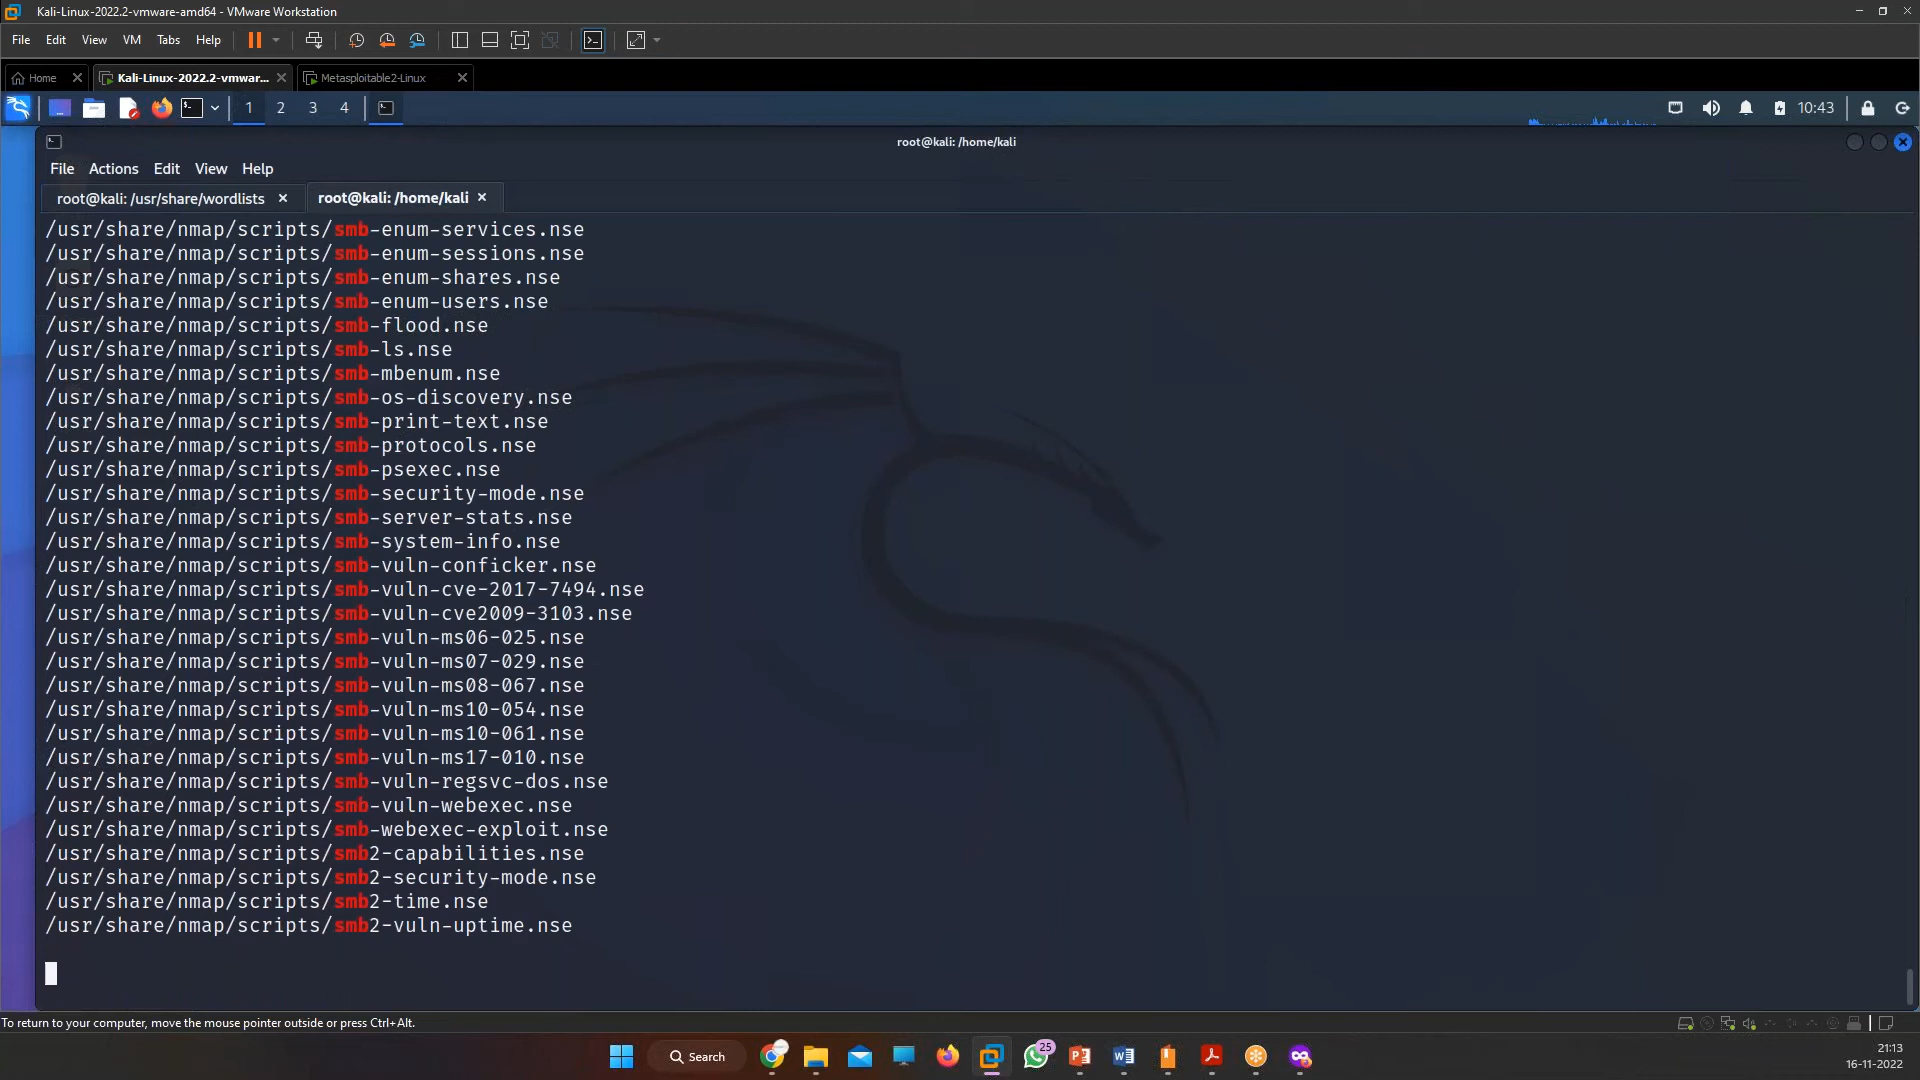 Kali-Linux-2022.2-vmware-amd64 - VMware Workstation
File Edit View VM Tabs Help
Home Kali-Linux-2022.2-vmwar... Metasploitable2-Linux
1 2 3 4 10:43
root@kali: /home/kali
File Actions Edit View Help
root@kali: /usr/share/wordlists root@kali: /home/kali
/usr/share/nmap/scripts/smb-enum-services.nse
/usr/share/nmap/scripts/smb-enum-sessions.nse
/usr/share/nmap/scripts/smb-enum-shares.nse
/usr/share/nmap/scripts/smb-enum-users.nse
/usr/share/nmap/scripts/smb-flood.nse
/usr/share/nmap/scripts/smb-ls.nse
/usr/share/nmap/scripts/smb-mbenum.nse
/usr/share/nmap/scripts/smb-os-discovery.nse
/usr/share/nmap/scripts/smb-print-text.nse
/usr/share/nmap/scripts/smb-protocols.nse
/usr/share/nmap/scripts/smb-psexec.nse
/usr/share/nmap/scripts/smb-security-mode.nse
/usr/share/nmap/scripts/smb-server-stats.nse
/usr/share/nmap/scripts/smb-system-info.nse
/usr/share/nmap/scripts/smb-vuln-conficker.nse
/usr/share/nmap/scripts/smb-vuln-cve-2017-7494.nse
/usr/share/nmap/scripts/smb-vuln-cve2009-3103.nse
/usr/share/nmap/scripts/smb-vuln-ms06-025.nse
/usr/share/nmap/scripts/smb-vuln-ms07-029.nse
/usr/share/nmap/scripts/smb-vuln-ms08-067.nse
/usr/share/nmap/scripts/smb-vuln-ms10-054.nse
/usr/share/nmap/scripts/smb-vuln-ms10-061.nse
/usr/share/nmap/scripts/smb-vuln-ms17-010.nse
/usr/share/nmap/scripts/smb-vuln-regsvc-dos.nse
/usr/share/nmap/scripts/smb-vuln-webexec.nse
/usr/share/nmap/scripts/smb-webexec-exploit.nse
/usr/share/nmap/scripts/smb2-capabilities.nse
/usr/share/nmap/scripts/smb2-security-mode.nse
/usr/share/nmap/scripts/smb2-time.nse
/usr/share/nmap/scripts/smb2-vuln-uptime.nse
To return to your computer, move the mouse pointer outside or press Ctrl+Alt.
Search 25 21:13
16-11-2022